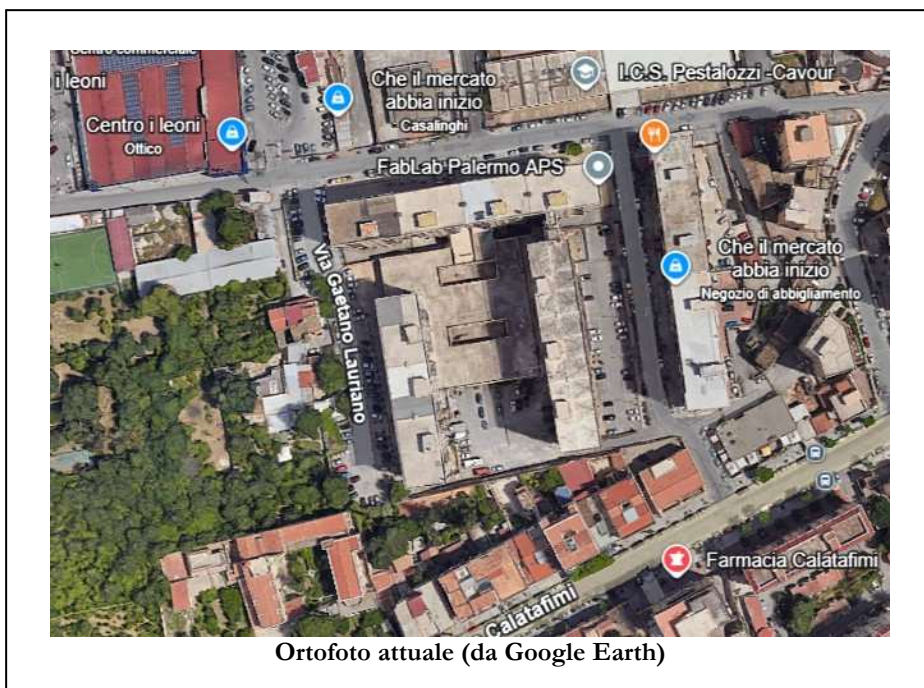 Centro commerciale
i leoni
Che il mercato
abbia inizio
Casalinghi
I.C.S. Pestalozzi -Cavour
Centro i leoni
Ottico
FabLab Palermo APS
Via Gaetano Lauriano
Che il mercato
abbia inizio
Negozio di abbigliamento
Farmacia Calatafimi
Calatafimi
Ortofoto attuale (da Google Earth)